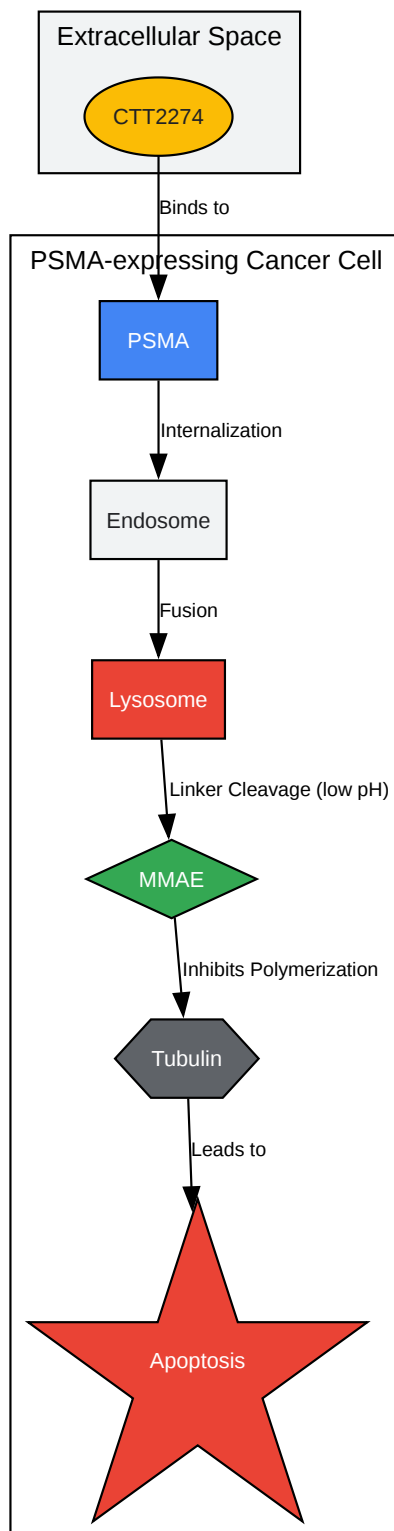 Extracellular Space
CTT2274
Binds to
PSMA-expressing Cancer Cell
PSMA
Internalization
Endosome
Fusion
Lysosome
Linker Cleavage (low pH)
MMAE
Inhibits Polymerization
Tubulin
Leads to
Apoptosis